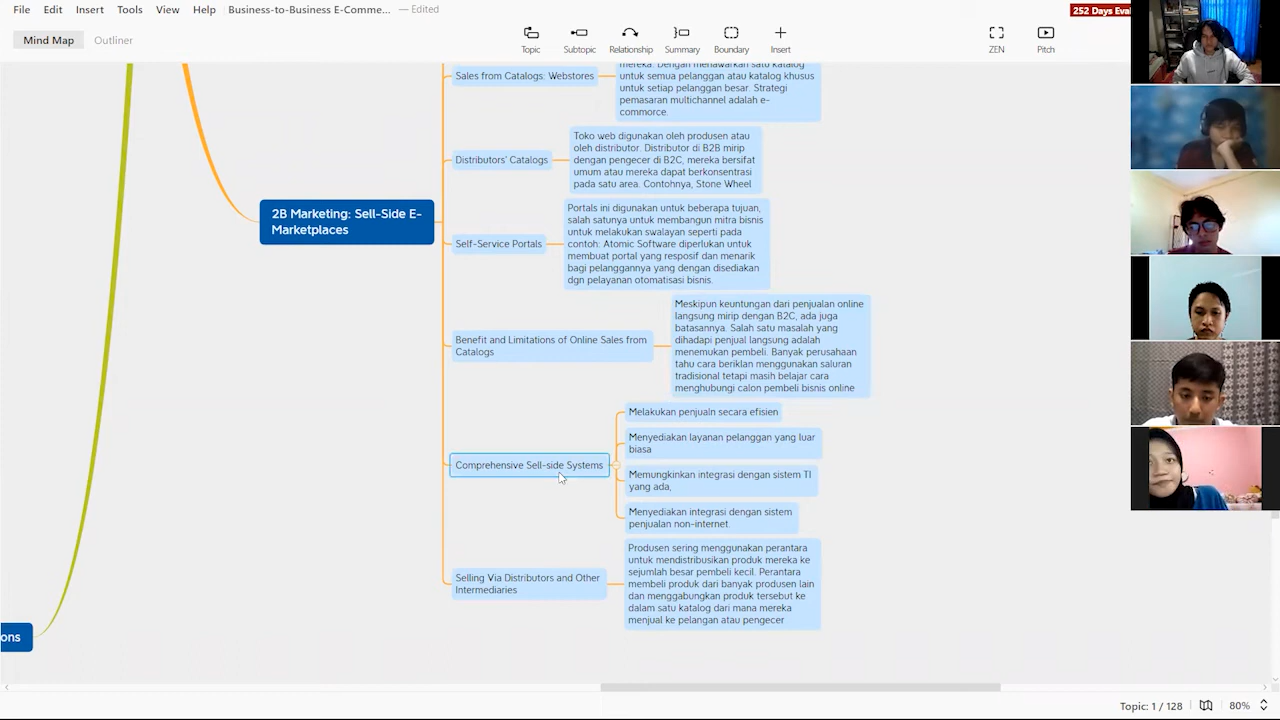 File Edit Insert Tools View Help Business-to-Business E-Comme... — Edited
252 Days Eval
Mind Map Outliner
Topic Subtopic Relationship Summary Boundary Insert ZEN Pitch
Sales from Catalogs: Webstores
mereka. Dengan menawarkan satu katalog
untuk semua pelanggan atau katalog khusus
untuk setiap pelanggan besar. Strategi
pemasaran multichannel adalah e-
commorce.
Distributors' Catalogs
Toko web digunakan oleh produsen atau
oleh distributor. Distributor di B2B mirip
dengan pengecer di B2C, mereka bersifat
umum atau mereka dapat berkonsentrasi
pada satu area. Contohnya, Stone Wheel
2B Marketing: Sell-Side E-
Marketplaces
Self-Service Portals
Portals ini digunakan untuk beberapa tujuan,
salah satunya untuk membangun mitra bisnis
untuk melakukan swalayan seperti pada
contoh: Atomic Software diperlukan untuk
membuat portal yang resposif dan menarik
bagi pelanggannya yang dengan disediakan
dgn pelayanan otomatisasi bisnis.
Benefit and Limitations of Online Sales from
Catalogs
Meskipun keuntungan dari penjualan online
langsung mirip dengan B2C, ada juga
batasannya. Salah satu masalah yang
dihadapi penjual langsung adalah
menemukan pembeli. Banyak perusahaan
tahu cara beriklan menggunakan saluran
tradisional tetapi masih belajar cara
menghubungi calon pembeli bisnis online
Comprehensive Sell-side Systems
Melakukan penjualn secara efisien
Menyediakan layanan pelanggan yang luar
biasa
Memungkinkan integrasi dengan sistem TI
yang ada,
Menyediakan integrasi dengan sistem
penjualan non-internet.
Selling Via Distributors and Other
Intermediaries
Produsen sering menggunakan perantara
untuk mendistribusikan produk mereka ke
sejumlah besar pembeli kecil. Perantara
membeli produk dari banyak produsen lain
dan menggabungkan produk tersebut ke
dalam satu katalog dari mana mereka
menjual ke pelangan atau pengecer
ons
Topic: 1 / 128 80%